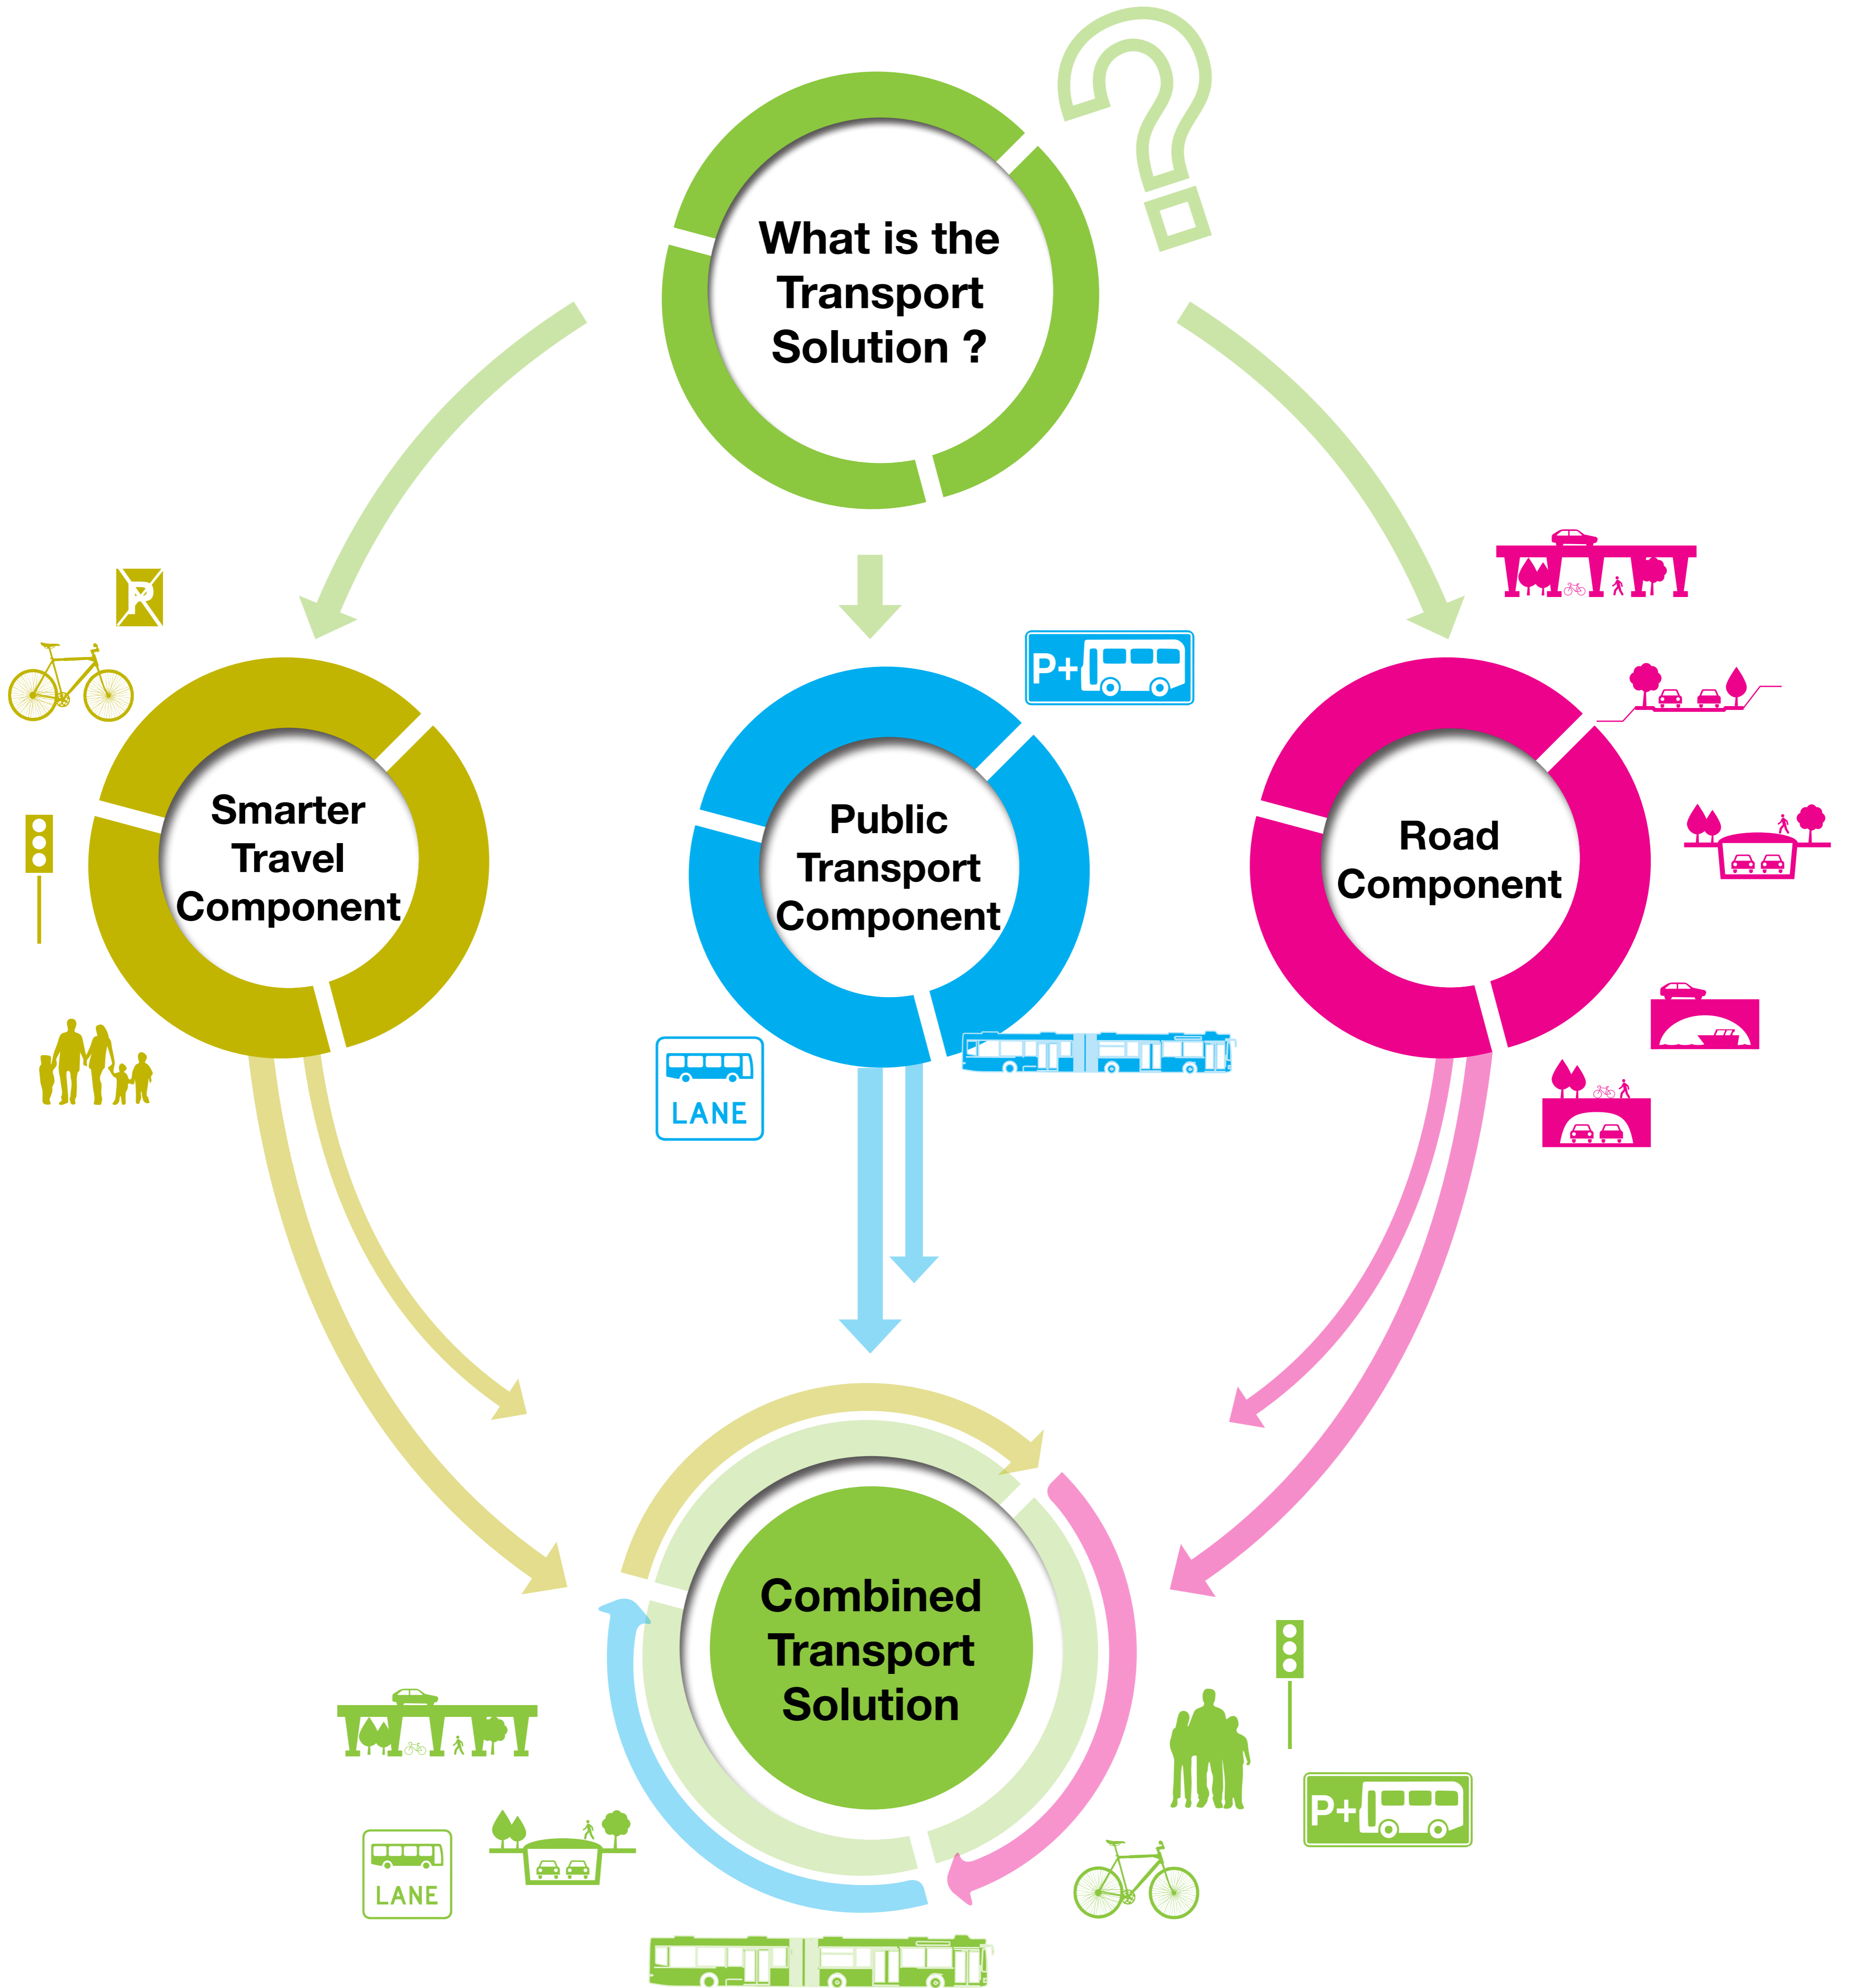 What is the
Transport
Solution ?
P
P+
Smarter
Travel
Component
Public
Transport
Component
Road
Component
LANE
Combined
Transport
Solution
P+
LANE